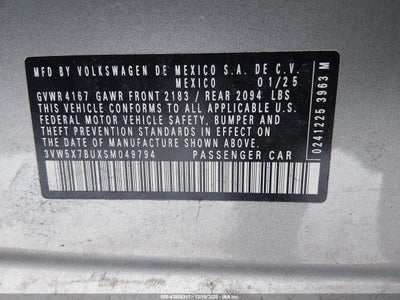 MFD BY VOLKSWAGEN DE MEXICO S.A. DE C.V.
MEXICO 01/25
GVWR4167 GAWR FRONT 2183 / REAR 2094 LBS
THIS VEHICLE CONFORMS TO ALL APPLICABLE U.S.
FEDERAL MOTOR VEHICLE SAFETY, BUMPER AND
THEFT PREVENTION STANDARDS IN EFFECT ON THE
DATE OF MANUFACTURE SHOWN ABOVE.
3VW5X7BUXSM049794 PASSENGER CAR
0241225 3963 M